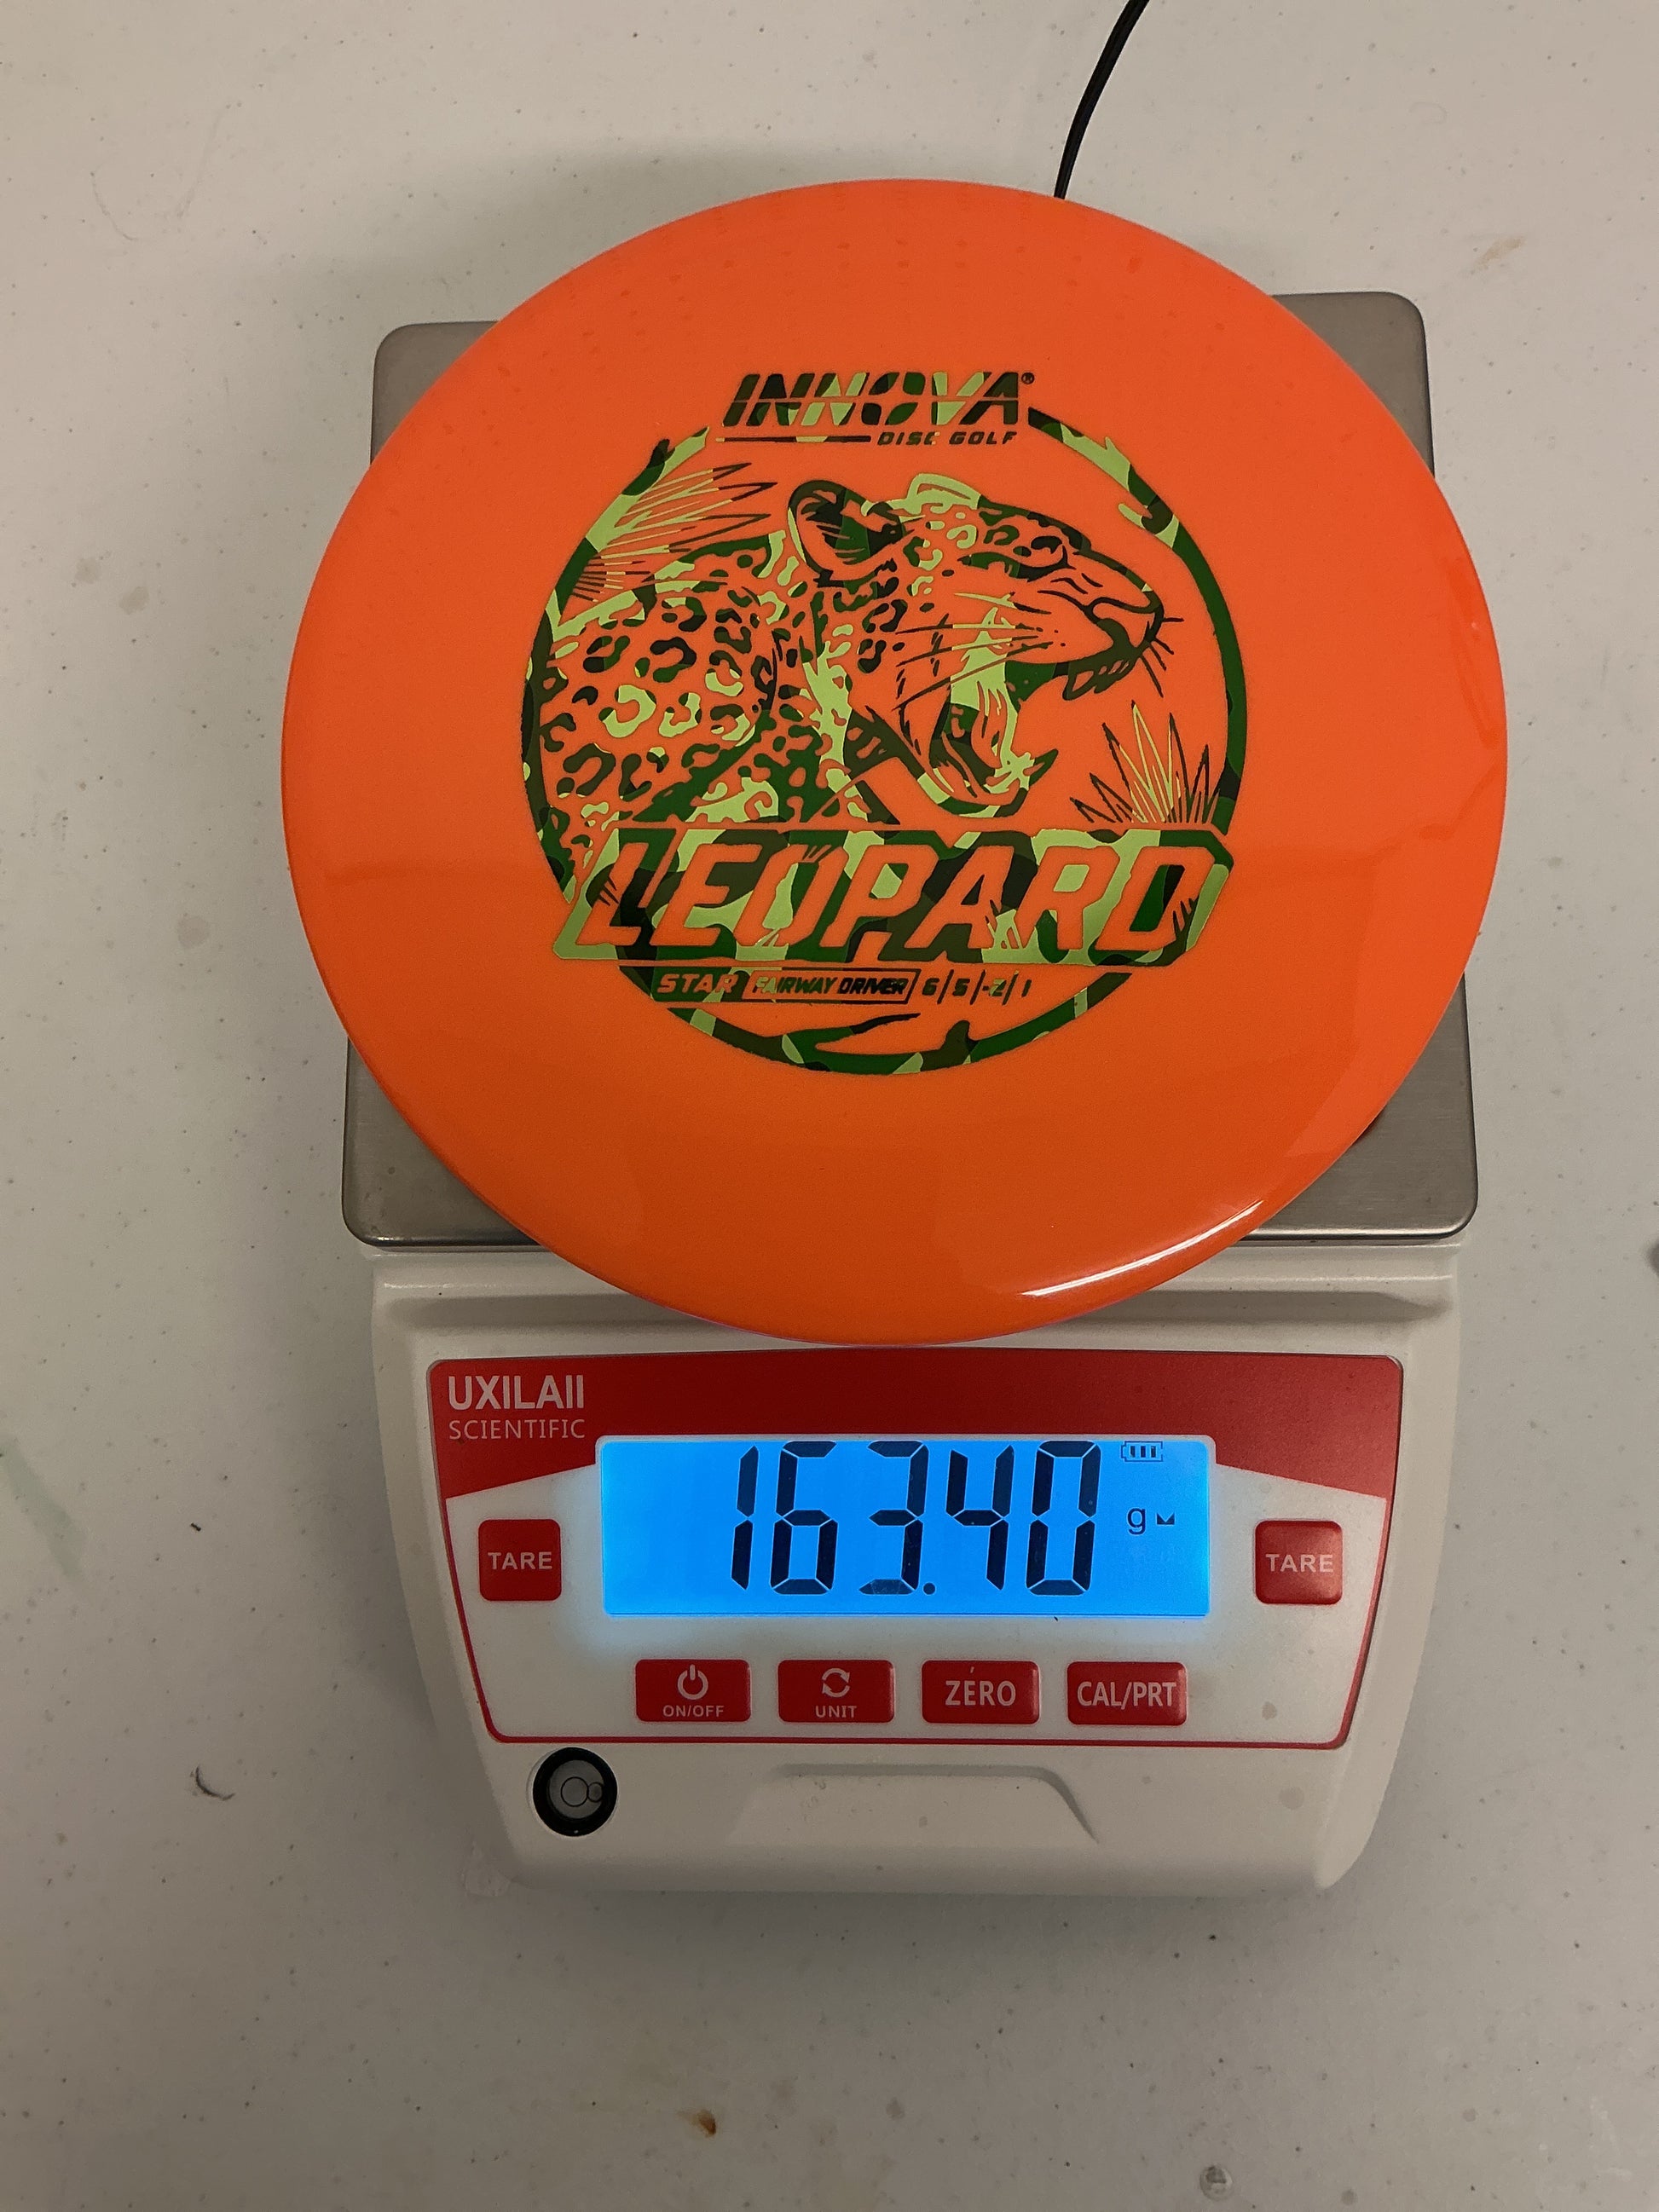 INNOVA®
DISC GOLF
LEOPARD
STAR FAIRWAY DRIVER 6/5/-2/1
UXILAII
SCIENTIFIC
163.40 g
TARE
TARE
ON/OFF
UNIT
ZÉRO
CAL/PRT